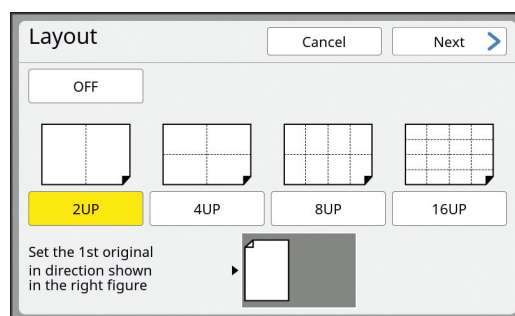 Layout
Cancel
Next
OFF
2UP
4UP
8UP
16UP
Set the 1st original
in direction shown
in the right figure